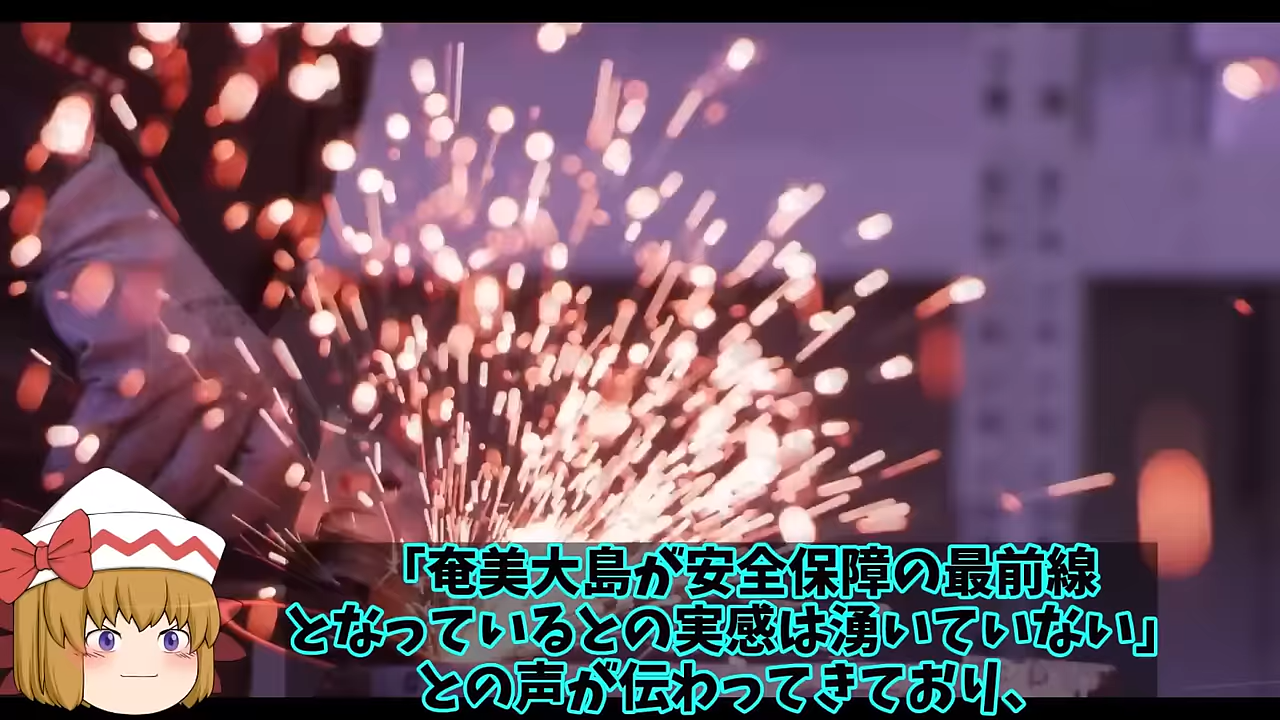 「奄美大島が安全保障の最前線
となっているとの実感は湧いていない」
との声が伝わってきており、